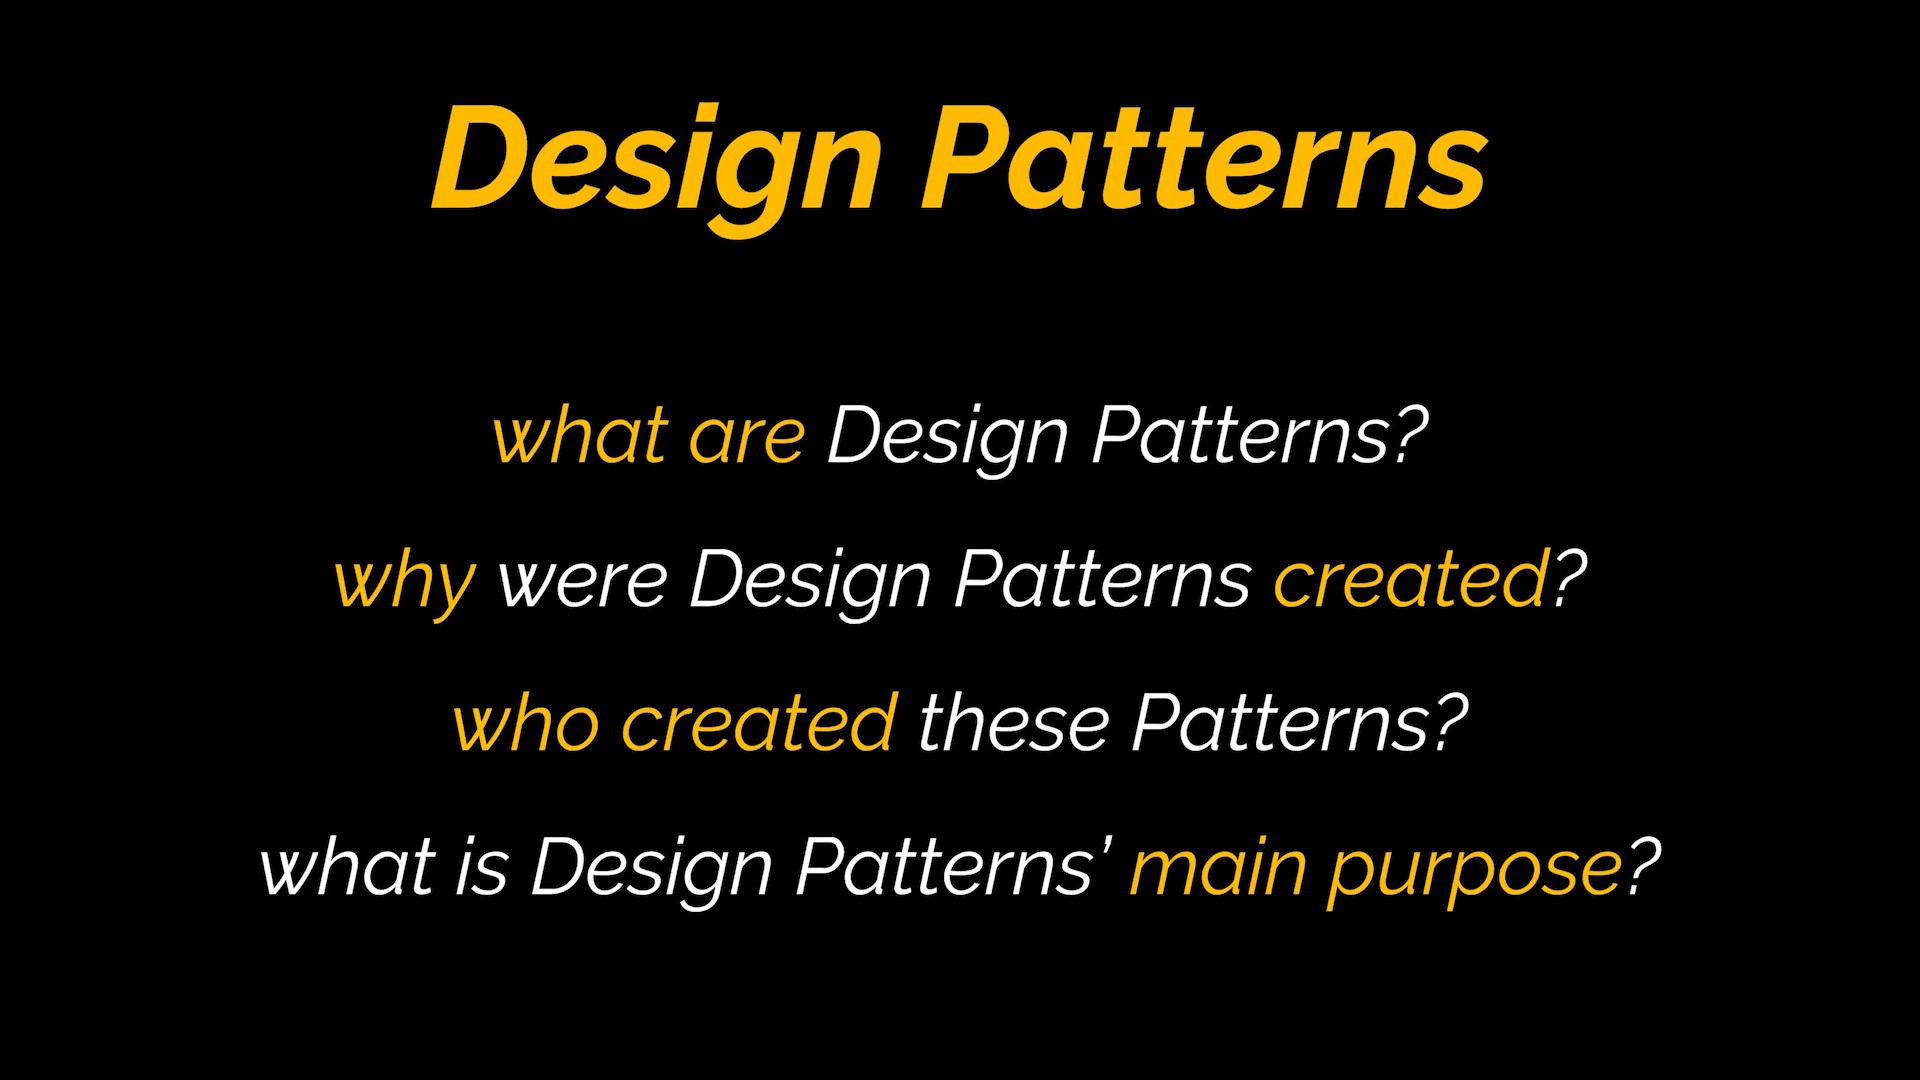 Design Patterns
what are Design Patterns?
why were Design Patterns created?
who created these Patterns?
what is Design Patterns’ main purpose?